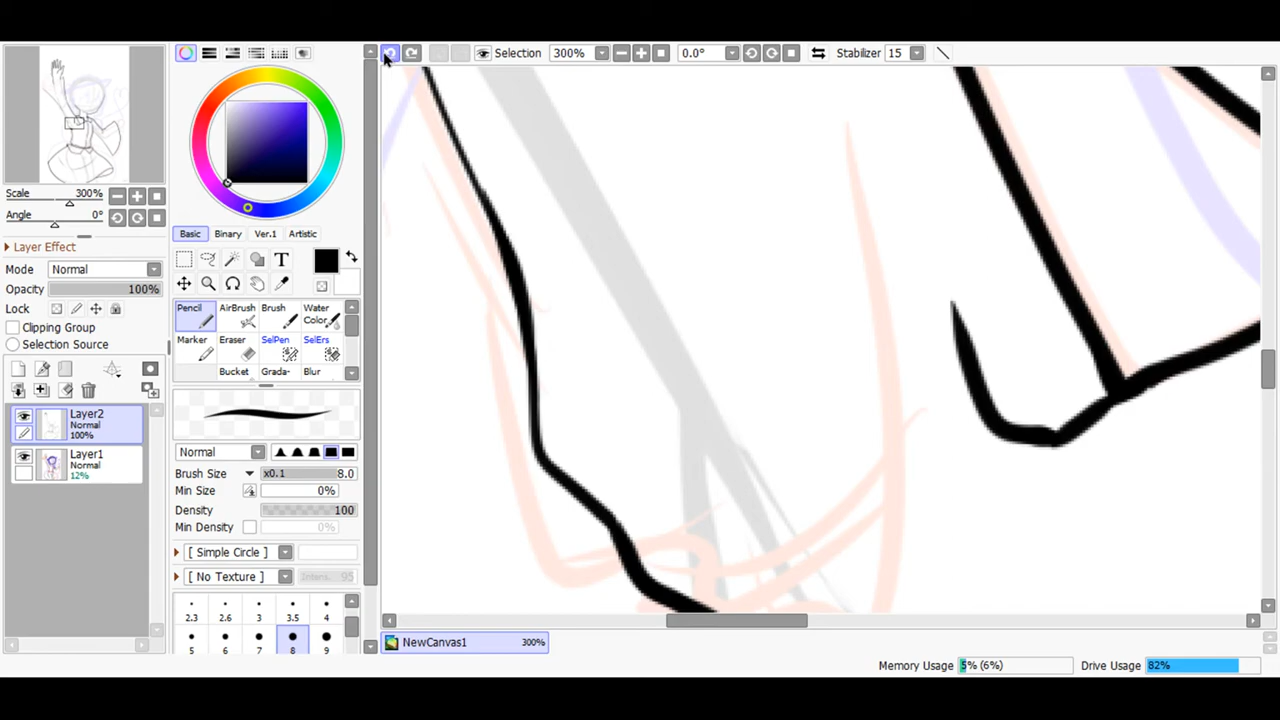 Selection 300% 0.0° Stabilizer 15
Scale 300%
Angle 0°
Layer Effect
Mode Normal
Opacity 100%
Lock
Clipping Group
Selection Source
Layer2
Normal
100%
Layer1
Normal
12%
Basic Binary Ver.1 Artistic
T
Pencil AirBrush Brush Water
Color
Marker Eraser SelPen SelErs
Bucket Grada- Blur
Normal
Brush Size x0.1 8.0
Min Size 0%
Density 100
Min Density 0%
[ Simple Circle ]
[ No Texture ] Intens. 95
2.3 2.6 3 3.5 4
5 6 7 8 9
NewCanvas1 300%
Memory Usage 5% (6%) Drive Usage 82%